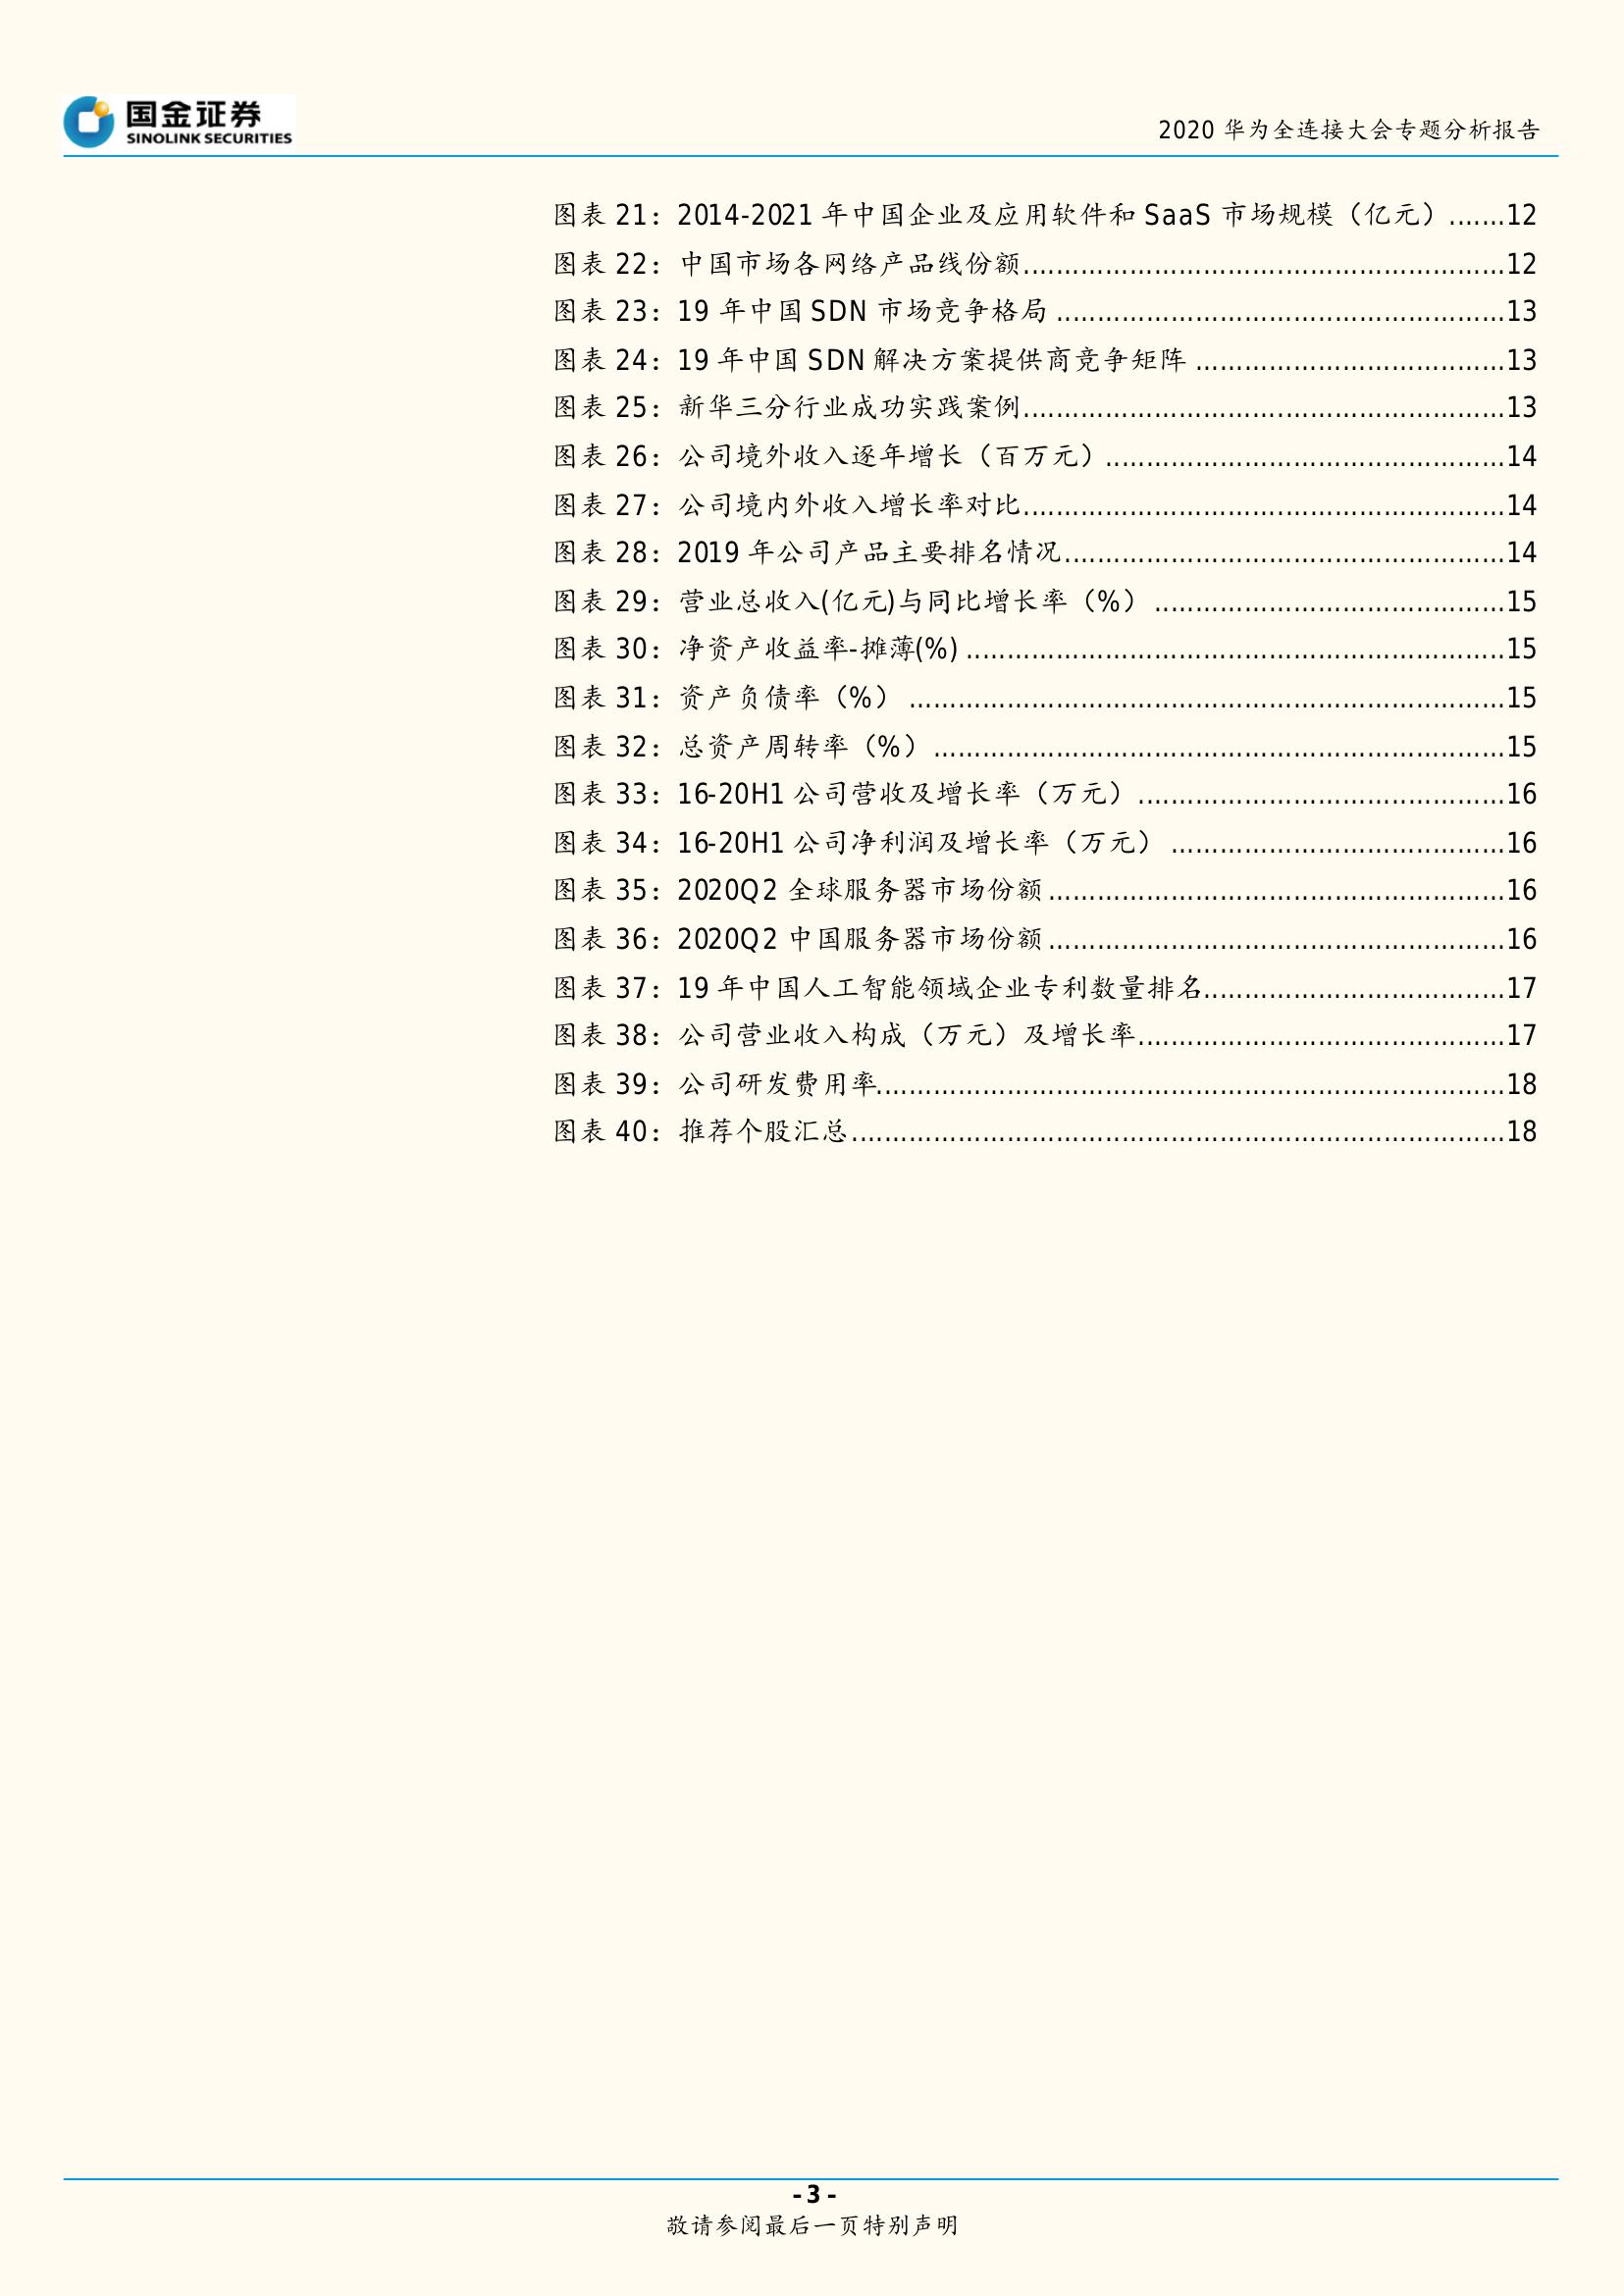 国金证券
SINOLINK SECURITIES
2020 华为全连接大会专题分析报告
图表 21：2014-2021 年中国企业及应用软件和 SaaS 市场规模（亿元）.......12
图表 22：中国市场各网络产品线份额............................................................12
图表 23：19 年中国 SDN 市场竞争格局 .......................................................13
图表 24：19 年中国 SDN 解决方案提供商竞争矩阵 ......................................13
图表 25：新华三分行业成功实践案例............................................................13
图表 26：公司境外收入逐年增长（百万元）.................................................14
图表 27：公司境内外收入增长率对比............................................................14
图表 28：2019 年公司产品主要排名情况......................................................14
图表 29：营业总收入(亿元)与同比增长率（%） ...........................................15
图表 30：净资产收益率-摊薄(%) ..................................................................15
图表 31：资产负债率（%） .........................................................................15
图表 32：总资产周转率（%）......................................................................15
图表 33：16-20H1 公司营收及增长率（万元）.............................................16
图表 34：16-20H1 公司净利润及增长率（万元） .........................................16
图表 35：2020Q2 全球服务器市场份额........................................................16
图表 36：2020Q2 中国服务器市场份额........................................................16
图表 37：19 年中国人工智能领域企业专利数量排名.....................................17
图表 38：公司营业收入构成（万元）及增长率.............................................17
图表 39：公司研发费用率.............................................................................18
图表 40：推荐个股汇总................................................................................18
- 3 -
敬请参阅最后一页特别声明